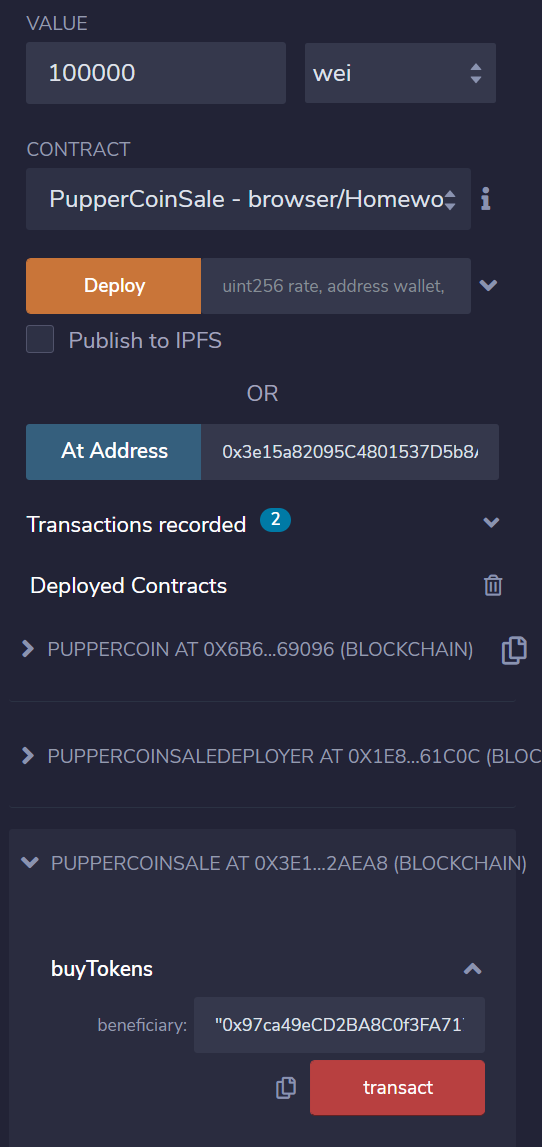 VALUE
100000 wei
CONTRACT
PupperCoinSale - browser/Homewo
Deploy uint256 rate, address wallet,
Publish to IPFS
OR
At Address 0x3e15a82095C4801537D5b8
Transactions recorded 2
Deployed Contracts
PUPPERCOIN AT 0X6B6...69096 (BLOCKCHAIN)
PUPPERCOINSALEDEPLOYER AT 0X1E8...61C0C (BLOC
PUPPERCOINSALE AT 0X3E1...2AEA8 (BLOCKCHAIN)
buyTokens
beneficiary: "0x97ca49eCD2BA8C0f3FA71
transact